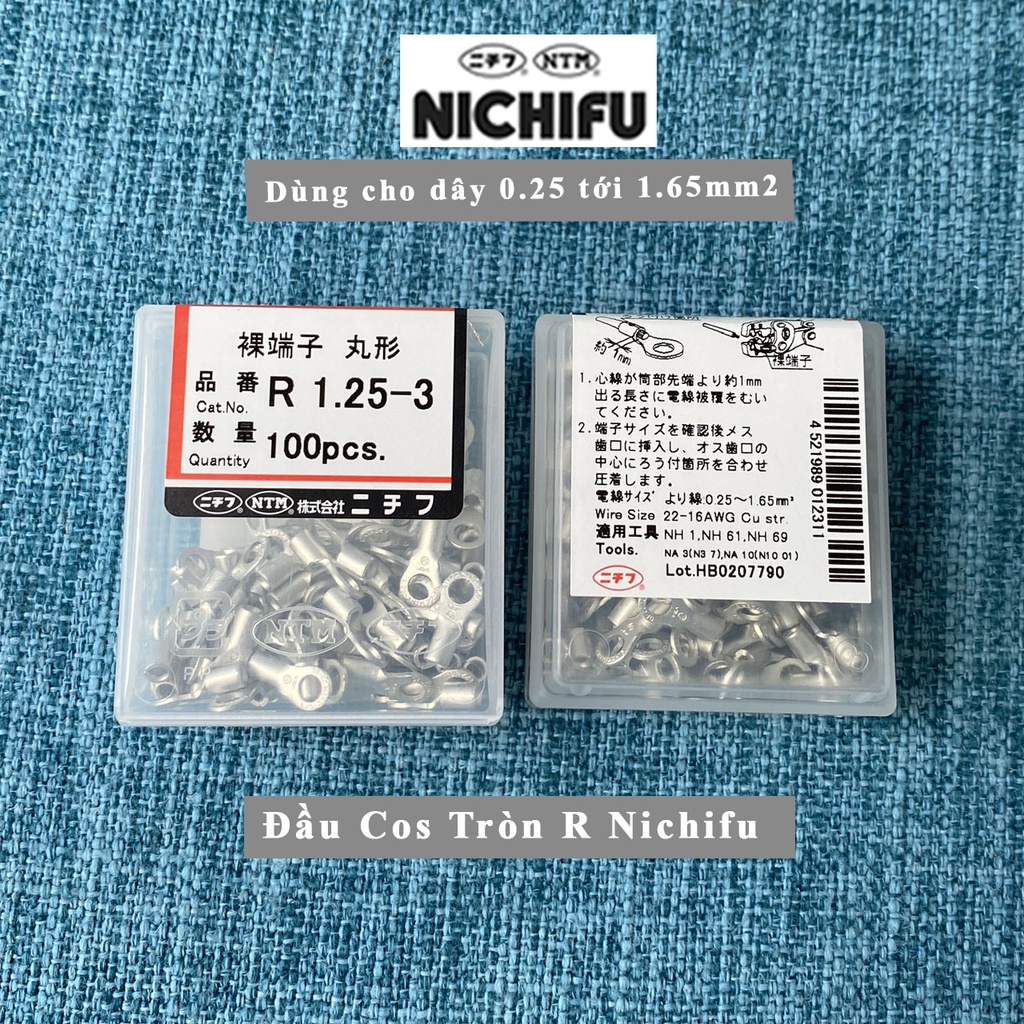 ニチフ® NTM®
NICHIFU
Dùng cho dây 0.25 tới 1.65mm2
裸端子 丸形
品番 R 1.25-3
Cat.No.
数量 100pcs.
Quantity
ニチフ® NTM® 株式会社 ニチフ
NTM ニチフ
約1mm
裸端子
1. 心線が筒部先端より約1mm
出る長さに電線被覆をむい
てください。
2. 端子サイズを確認後メス
歯口に挿入し、オス歯口の
中心にろう付箇所を合わせ
圧着します。
電線サイズ より線:0.25～1.65mm²
Wire Size 22-16AWG Cu str.
適用工具 NH 1,NH 61,NH 69
Tools. NA 3(N3 7),NA 10(N10 01)
ニチフ® Lot.HB0207790
4 521989 012311
Đầu Cos Tròn R Nichifu